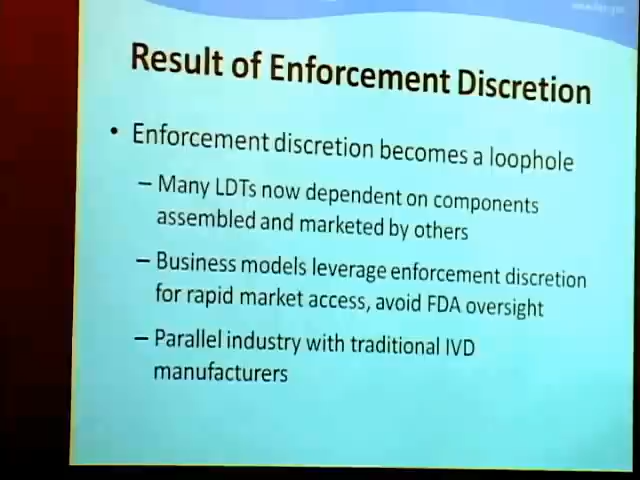 Result of Enforcement Discretion
• Enforcement discretion becomes a loophole
– Many LDTs now dependent on components
assembled and marketed by others
– Business models leverage enforcement discretion
for rapid market access, avoid FDA oversight
– Parallel industry with traditional IVD
manufacturers